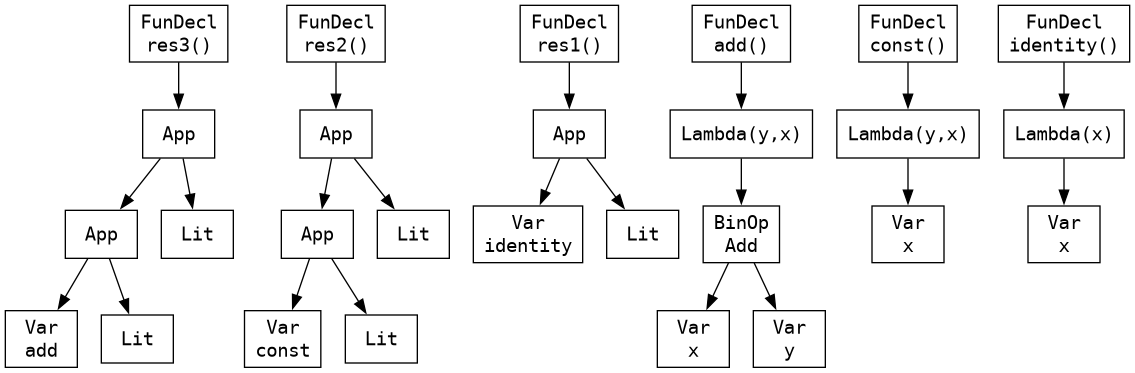 FunDecl
res3()
FunDecl
res2()
FunDecl
res1()
FunDecl
add()
FunDecl
const()
FunDecl
identity()
App
App
App
Lambda(y,x)
Lambda(y,x)
Lambda(x)
App
Lit
App
Lit
Var
identity
Lit
BinOp
Add
Var
x
Var
x
Var
add
Lit
Var
const
Lit
Var
x
Var
y